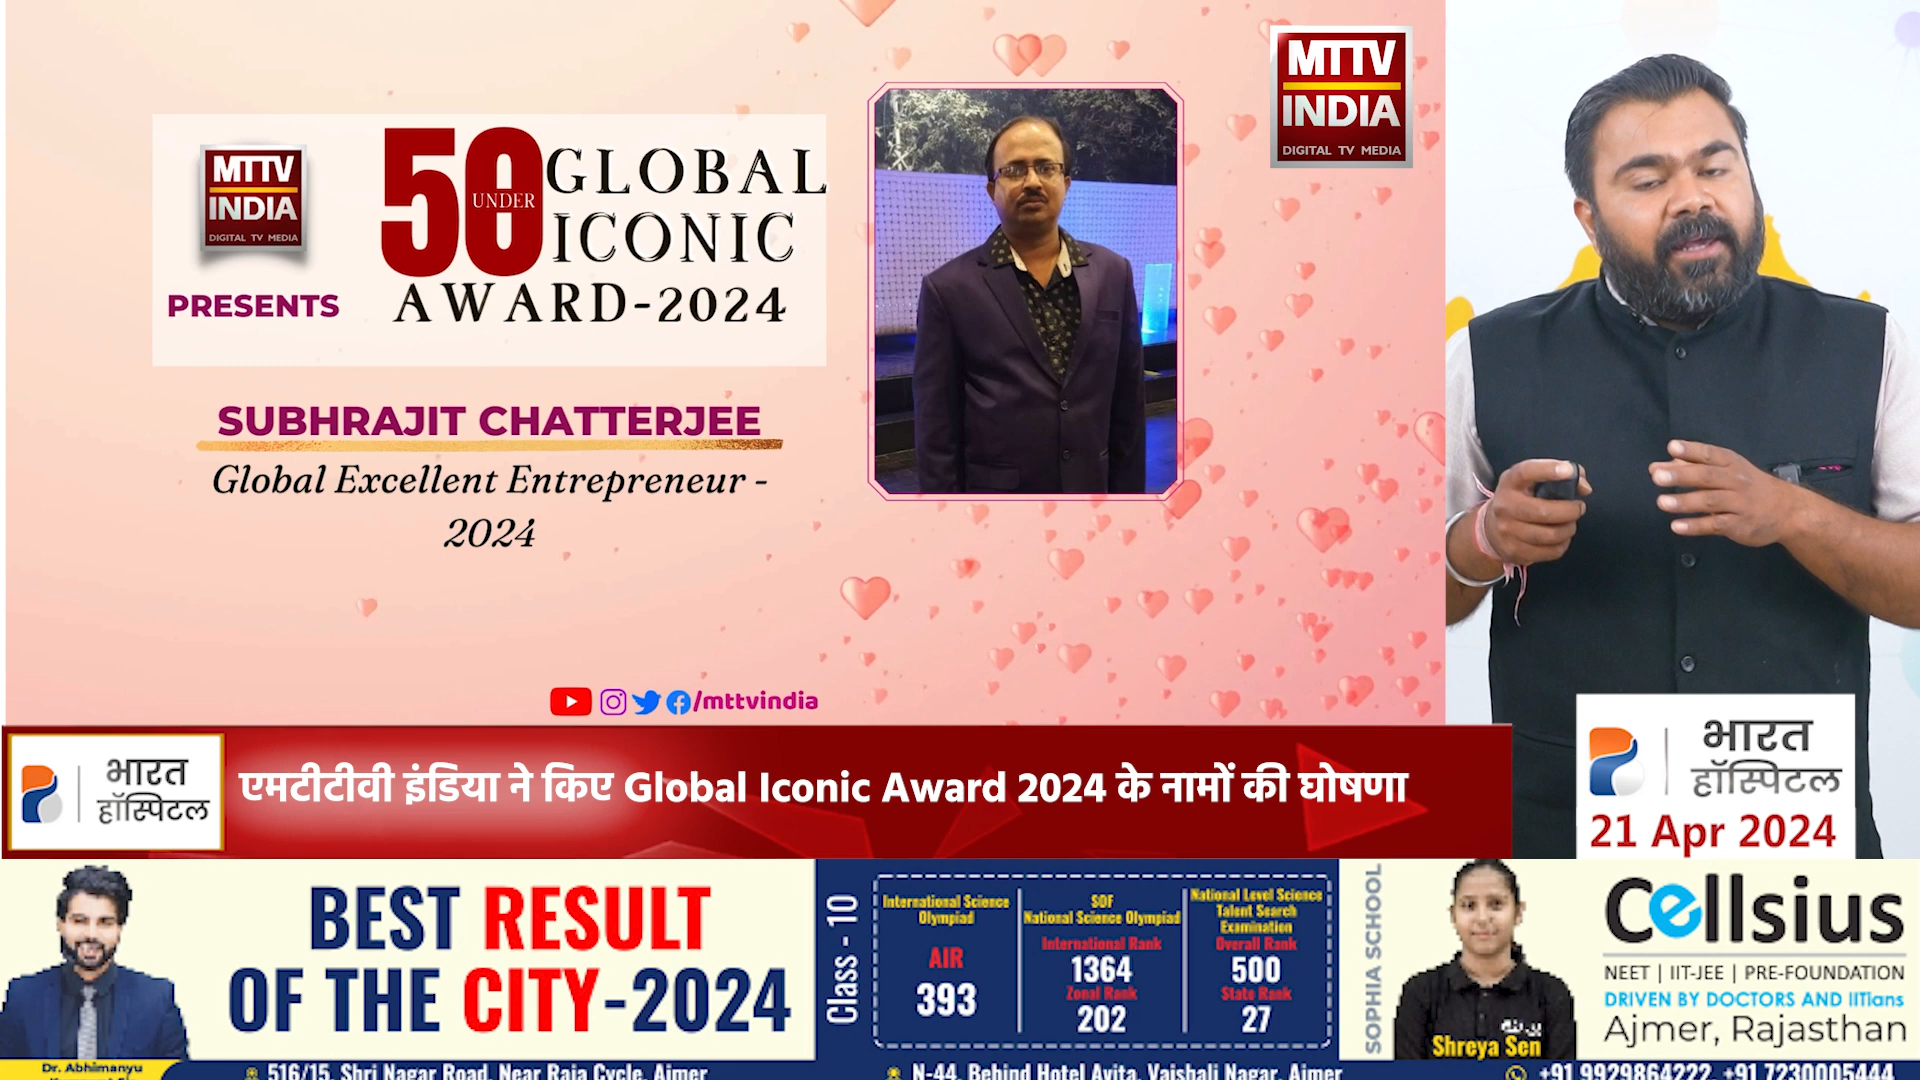 MTTV
INDIA
DIGITAL TV MEDIA
PRESENTS
50
UNDER
GLOBAL
ICONIC
AWARD-2024
SUBHRAJIT CHATTERJEE
Global Excellent Entrepreneur -
2024
MTTV
INDIA
DIGITAL TV MEDIA
/mttvindia
भारत
हॉस्पिटल
एमटीटीवी इंडिया ने किए Global Iconic Award 2024 के नामों की घोषणा
भारत
हॉस्पिटल
21 Apr 2024
BEST RESULT
OF THE CITY-2024
Dr. Abhimanyu
Class - 10
International Science
Olympiad
AIR
393
SOF
National Science Olympiad
International Rank
1364
Zonal Rank
202
National Level Science
Talent Search
Examination
Overall Rank
500
State Rank
27
SOPHIA SCHOOL
Shreya Sen
Cellsius
NEET | IIT-JEE | PRE-FOUNDATION
DRIVEN BY DOCTORS AND IITians
Ajmer, Rajasthan
516/15, Shri Nagar Road, Near Raja Cycle, Ajmer
N-44, Behind Hotel Avita, Vaishali Nagar, Ajmer
+91 9929864222, +91 7230005444